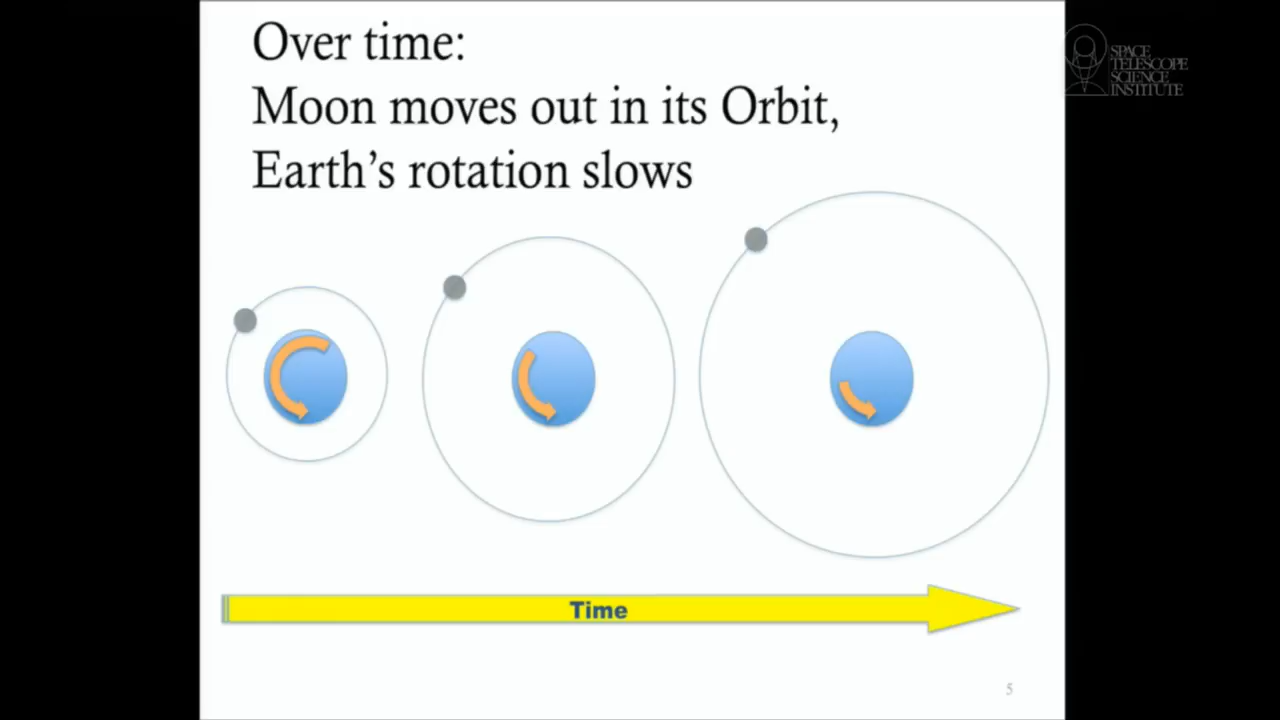 Over time:
Moon moves out in its Orbit,
Earth's rotation slows
SPACE
TELESCOPE
SCIENCE
INSTITUTE
Time
5